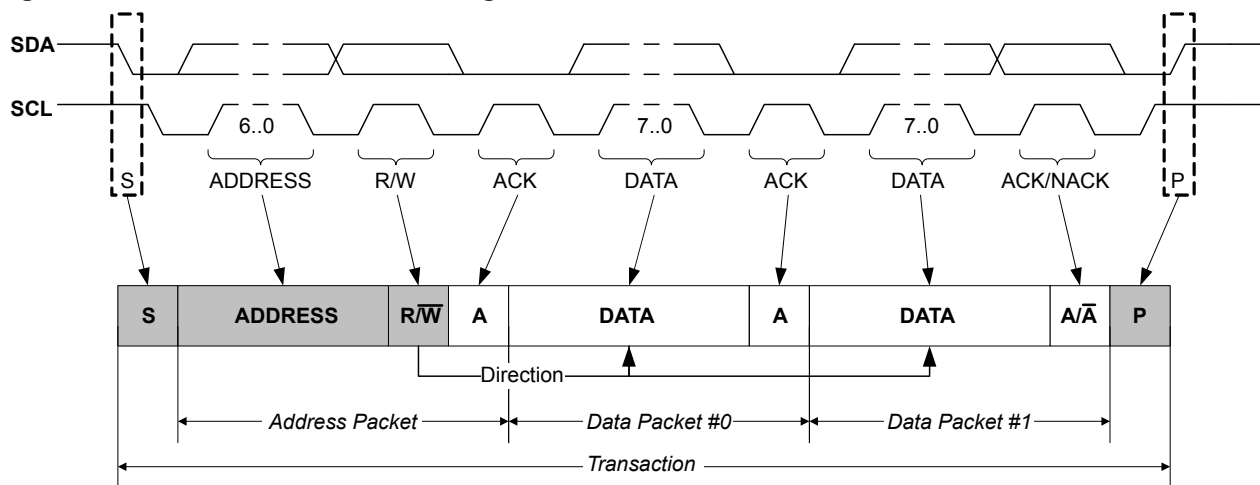 SDA
SCL
6..0 7..0 7..0
S ADDRESS R/W ACK DATA ACK DATA ACK/NACK P
S ADDRESS R/W̅ A DATA A DATA A/A̅ P
Direction
Address Packet Data Packet #0 Data Packet #1
Transaction